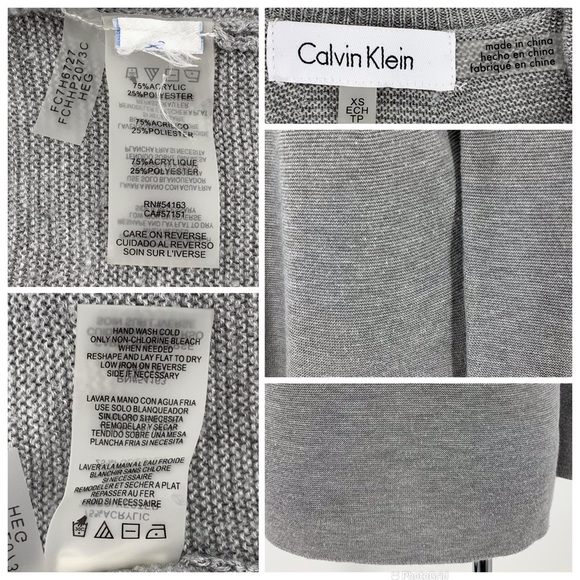 FCXH6727
FCHHP2073C
HEG
75%ACRYLIC
25%POLYESTER
75%ACRILICO
25%POLIESTER
75%ACRYLIQUE
25%POLYESTER
RN#54163
CA#57151
CARE ON REVERSE
CUIDADO AL REVERSO
SOIN SUR L'IVERSE
Calvin Klein
made in china
hecho en china
fabriqué en chine
XS
ECH
TP
HAND WASH COLD
ONLY NON-CHLORINE BLEACH
WHEN NEEDED
RESHAPE AND LAY FLAT TO DRY
LOW IRON ON REVERSE
SIDE IF NECESSARY
LAVAR A MANO CON AGUA FRIA
USE SOLO BLANQUEADOR
SIN CLORO SI NECESITA
REMODELAR Y SECAR
TENDIDO SOBRE UNA MESA
PLANCHA FRIA SI NECESITA
LAVER A LA MAIN A L'EAU FROIDE
BLANCHIR SANS CHLORE
SI NECESSAIRE
REMODELER ET SECHER A PLAT
REPASSER AU FER
FROID SI NECESSAIRE
HEG
PhotoGrid